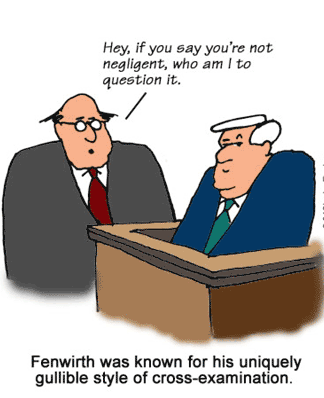 Hey, if you say you're not
negligent, who am I to
question it.
Fenwirth was known for his uniquely
gullible style of cross-examination.